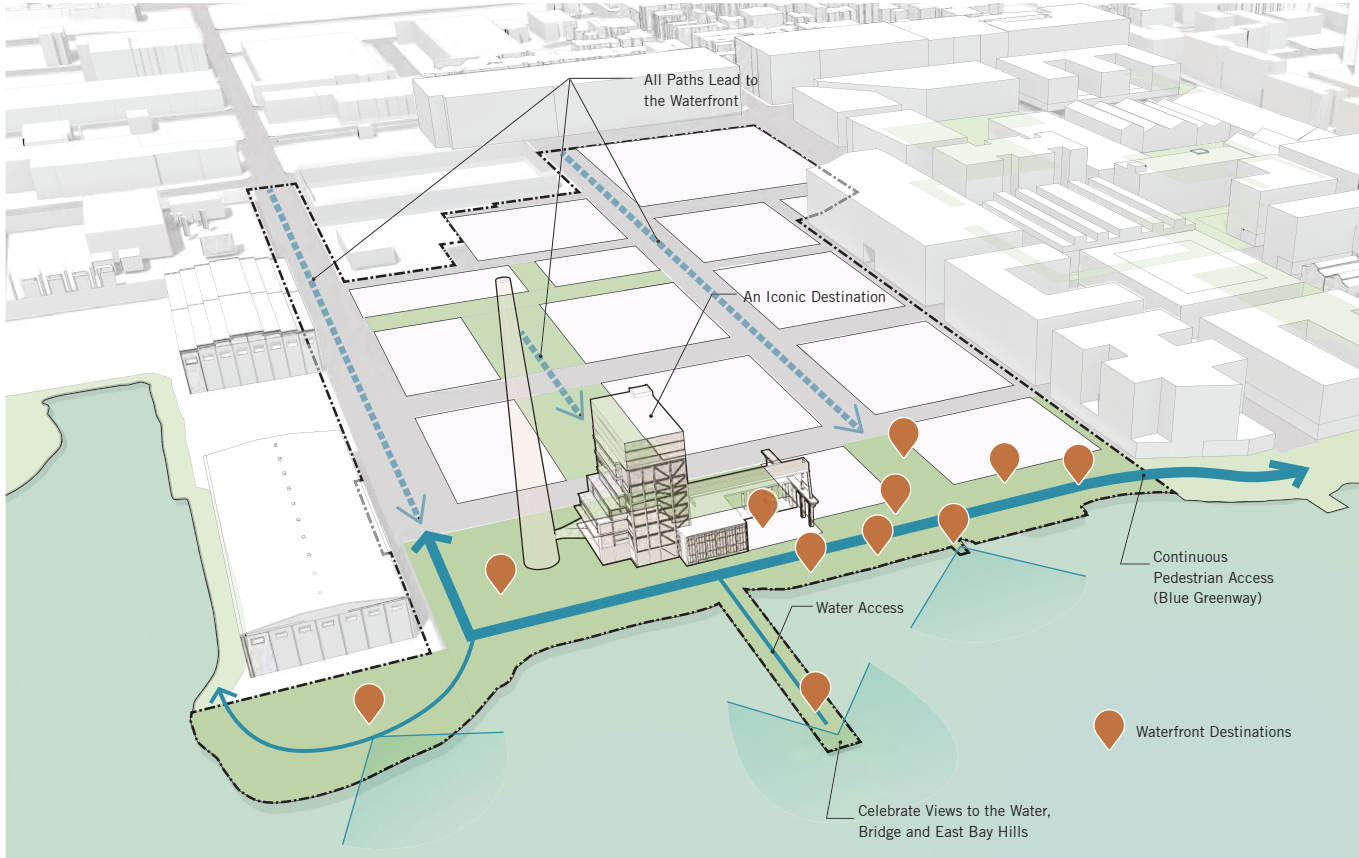 All Paths Lead to
the Waterfront
An Iconic Destination
Continuous
Pedestrian Access
(Blue Greenway)
Water Access
Waterfront Destinations
Celebrate Views to the Water,
Bridge and East Bay Hills